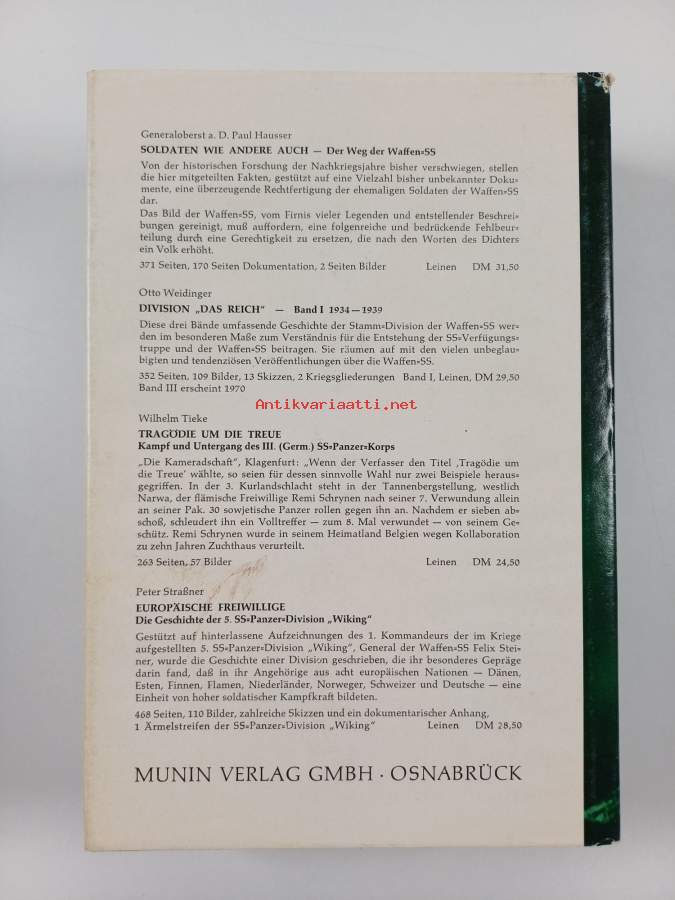 Generaloberst a. D. Paul Hausser
SOLDATEN WIE ANDERE AUCH — Der Weg der Waffen=SS
Von der historischen Forschung der Nachkriegsjahre bisher verschwiegen, stellen
die hier mitgeteilten Fakten, gestützt auf eine Vielzahl bisher unbekannter Doku=
mente, eine überzeugende Rechtfertigung der ehemaligen Soldaten der Waffen=SS
dar.
Das Bild der Waffen=SS, vom Firnis vieler Legenden und entstellender Beschrei=
bungen gereinigt, muß auffordern, eine folgenreiche und bedrückende Fehlbeur=
teilung durch eine Gerechtigkeit zu ersetzen, die nach den Worten des Dichters
ein Volk erhöht.
371 Seiten, 170 Seiten Dokumentation, 2 Seiten Bilder Leinen DM 31,50
Otto Weidinger
DIVISION „DAS REICH“ — Band I 1934—1939
Diese drei Bände umfassende Geschichte der Stamm=Division der Waffen=SS wer=
den im besonderen Maße zum Verständnis für die Entstehung der SS=Verfügungs=
truppe und der Waffen=SS beitragen. Sie räumen auf mit den vielen unbeglau=
bigten und tendenziösen Veröffentlichungen über die Waffen=SS.
352 Seiten, 109 Bilder, 13 Skizzen, 2 Kriegsgliederungen Band I, Leinen, DM 29,50
Band III erscheint 1970
Antikvariaatti.net
Wilhelm Tieke
TRAGÖDIE UM DIE TREUE
Kampf und Untergang des III. (Germ.) SS=Panzer=Korps
„Die Kameradschaft“, Klagenfurt: „Wenn der Verfasser den Titel ‚Tragödie um
die Treue‘ wählte, so seien für dessen sinnvolle Wahl nur zwei Beispiele heraus=
gegriffen. In der 3. Kurlandschlacht steht in der Tannenbergstellung, westlich
Narwa, der flämische Freiwillige Remi Schrynen nach seiner 7. Verwundung allein
an seiner Pak. 30 sowjetische Panzer rollen gegen ihn an. Nachdem er sieben ab=
schoß, schleudert ihn ein Volltreffer — zum 8. Mal verwundet — von seinem Ge=
schütz. Remi Schrynen wurde in seinem Heimatland Belgien wegen Kollaboration
zu zehn Jahren Zuchthaus verurteilt.
263 Seiten, 57 Bilder Leinen DM 24,50
Peter Straßner
EUROPÄISCHE FREIWILLIGE
Die Geschichte der 5. SS=Panzer=Division „Wiking“
Gestützt auf hinterlassene Aufzeichnungen des 1. Kommandeurs der im Kriege
aufgestellten 5. SS=Panzer=Division „Wiking“, General der Waffen=SS Felix Stei=
ner, wurde die Geschichte einer Division geschrieben, die ihr besonderes Gepräge
darin fand, daß in ihr Angehörige aus acht europäischen Nationen — Dänen,
Esten, Finnen, Flamen, Niederländer, Norweger, Schweizer und Deutsche — eine
Einheit von hoher soldatischer Kampfkraft bildeten.
468 Seiten, 110 Bilder, zahlreiche Skizzen und ein dokumentarischer Anhang,
1 Ärmelstreifen der SS=Panzer=Division „Wiking“ Leinen DM 28,50
MUNIN VERLAG GMBH · OSNABRÜCK